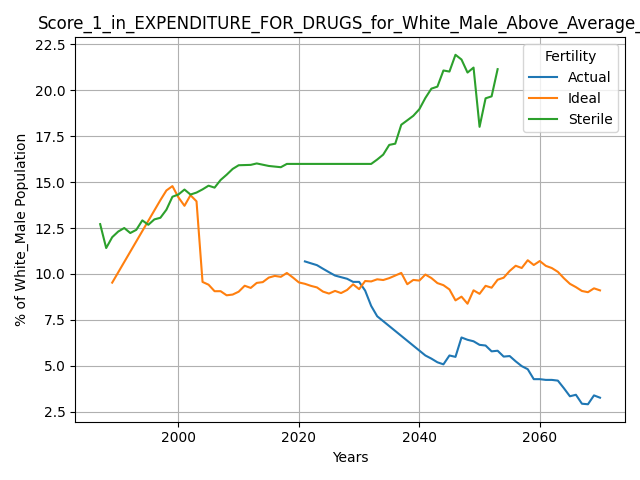 Score_1_in_EXPENDITURE_FOR_DRUGS_for_White_Male_Above_Average_
Fertility
Actual
Ideal
Sterile
% of White_Male Population
22.5
20.0
17.5
15.0
12.5
10.0
7.5
5.0
2.5
2000
2020
2040
2060
Years